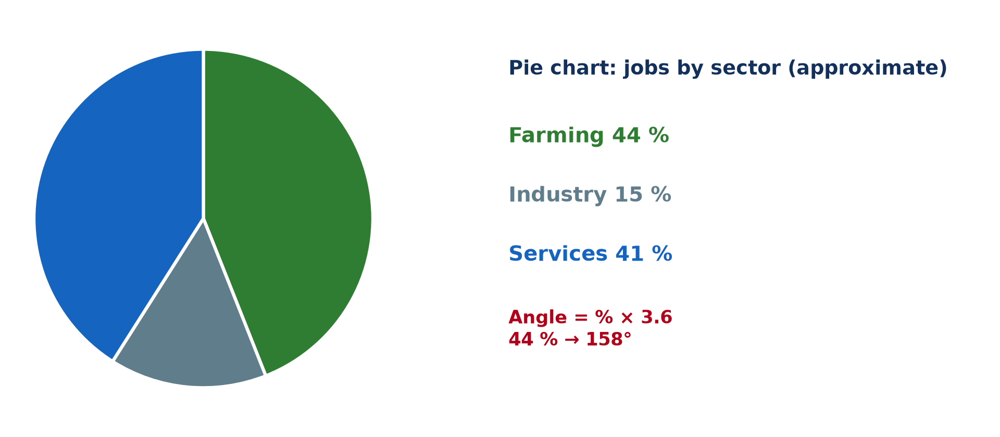 Pie chart: jobs by sector (approximate)
Farming 44 %
Industry 15 %
Services 41 %
Angle = % × 3.6
44 % → 158°